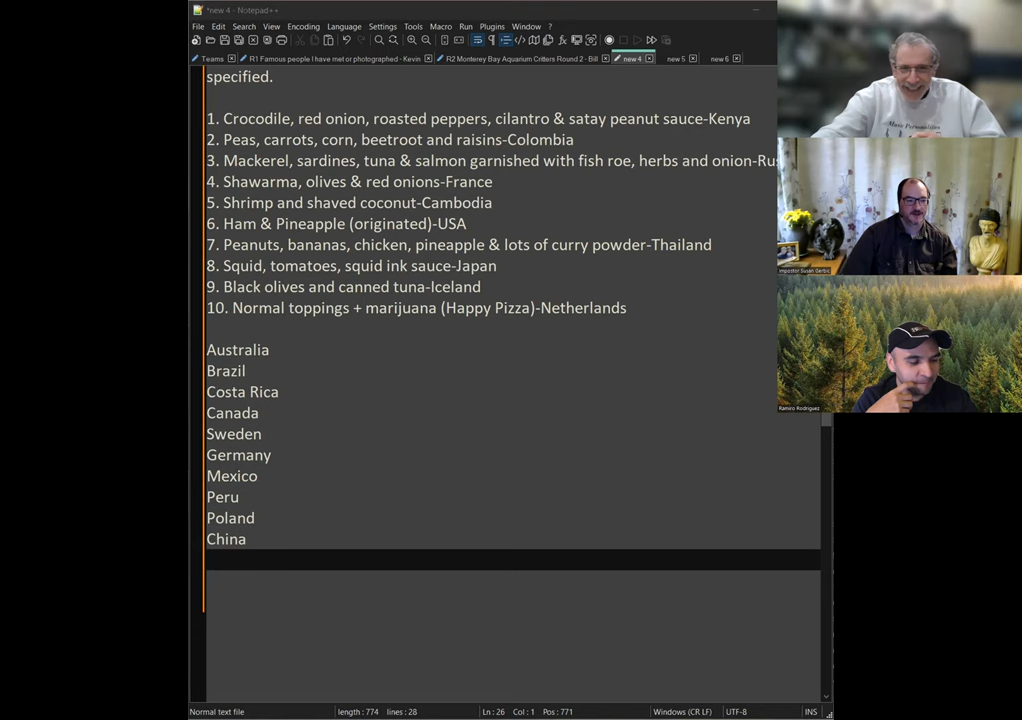 *new 4 - Notepad++
File Edit Search View Encoding Language Settings Tools Macro Run Plugins Window ?
Teams R1 Famous people I have met or photographed - Kevin R2 Monterey Bay Aquarium Critters Round 2 - Bill new 4 new 5 new 6
specified.
1. Crocodile, red onion, roasted peppers, cilantro & satay peanut sauce-Kenya
2. Peas, carrots, corn, beetroot and raisins-Colombia
3. Mackerel, sardines, tuna & salmon garnished with fish roe, herbs and onion-Ru
4. Shawarma, olives & red onions-France
5. Shrimp and shaved coconut-Cambodia
6. Ham & Pineapple (originated)-USA
7. Peanuts, bananas, chicken, pineapple & lots of curry powder-Thailand
8. Squid, tomatoes, squid ink sauce-Japan
9. Black olives and canned tuna-Iceland
10. Normal toppings + marijuana (Happy Pizza)-Netherlands
Australia
Brazil
Costa Rica
Canada
Sweden
Germany
Mexico
Peru
Poland
China
Normal text file length : 774 lines : 28 Ln : 26 Col : 1 Pos : 771 Windows (CR LF) UTF-8 INS
impostor Susan Gerbic
Ramiro Rodriguez